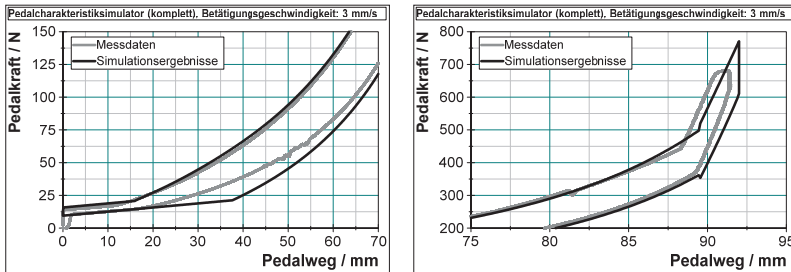 Pedalcharakteristiksimulator (komplett), Betätigungsgeschwindigkeit: 3 mm/s
Pedalkraft / N
150
125
100
75
50
25
0
Messdaten
Simulationsergebnisse
0 10 20 30 40 50 60 70
Pedalweg / mm
Pedalcharakteristiksimulator (komplett), Betätigungsgeschwindigkeit: 3 mm/s
Pedalkraft / N
800
700
600
500
400
300
200
Messdaten
Simulationsergebnisse
75 80 85 90 95
Pedalweg / mm